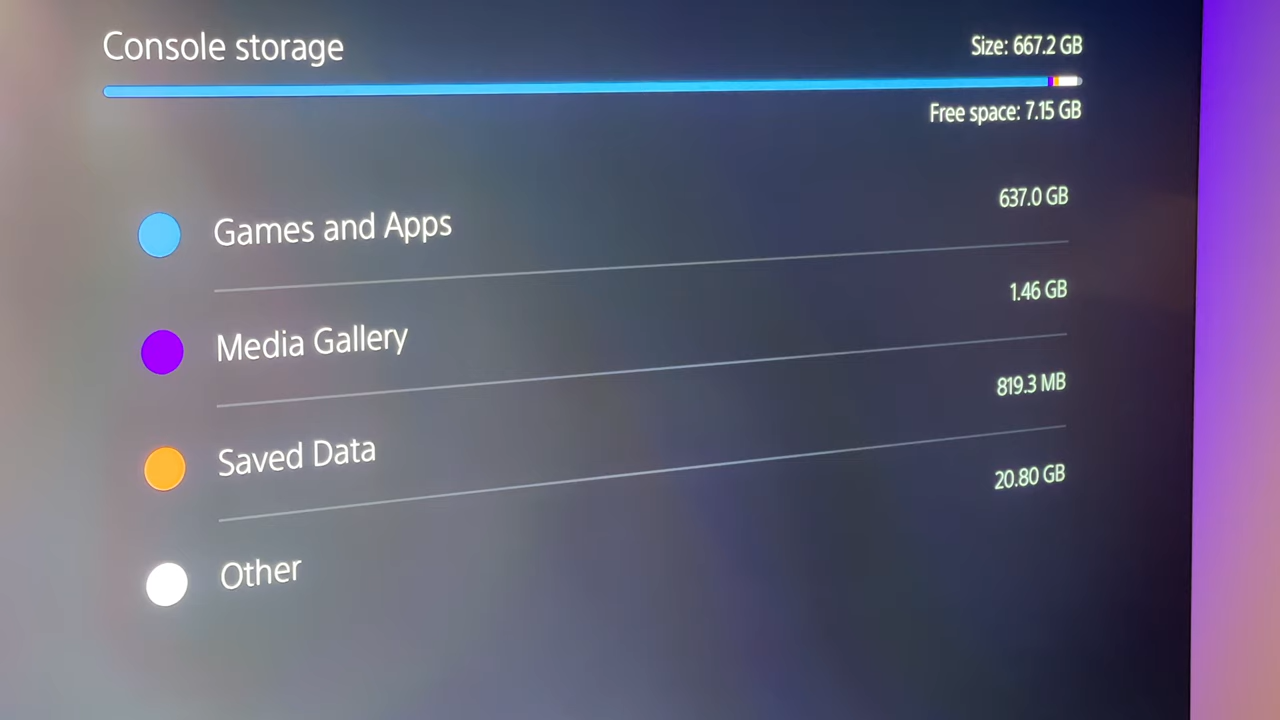 Console storage
Size: 667.2 GB
Free space: 7.15 GB
Games and Apps
637.0 GB
Media Gallery
1.46 GB
Saved Data
819.3 MB
Other
20.80 GB